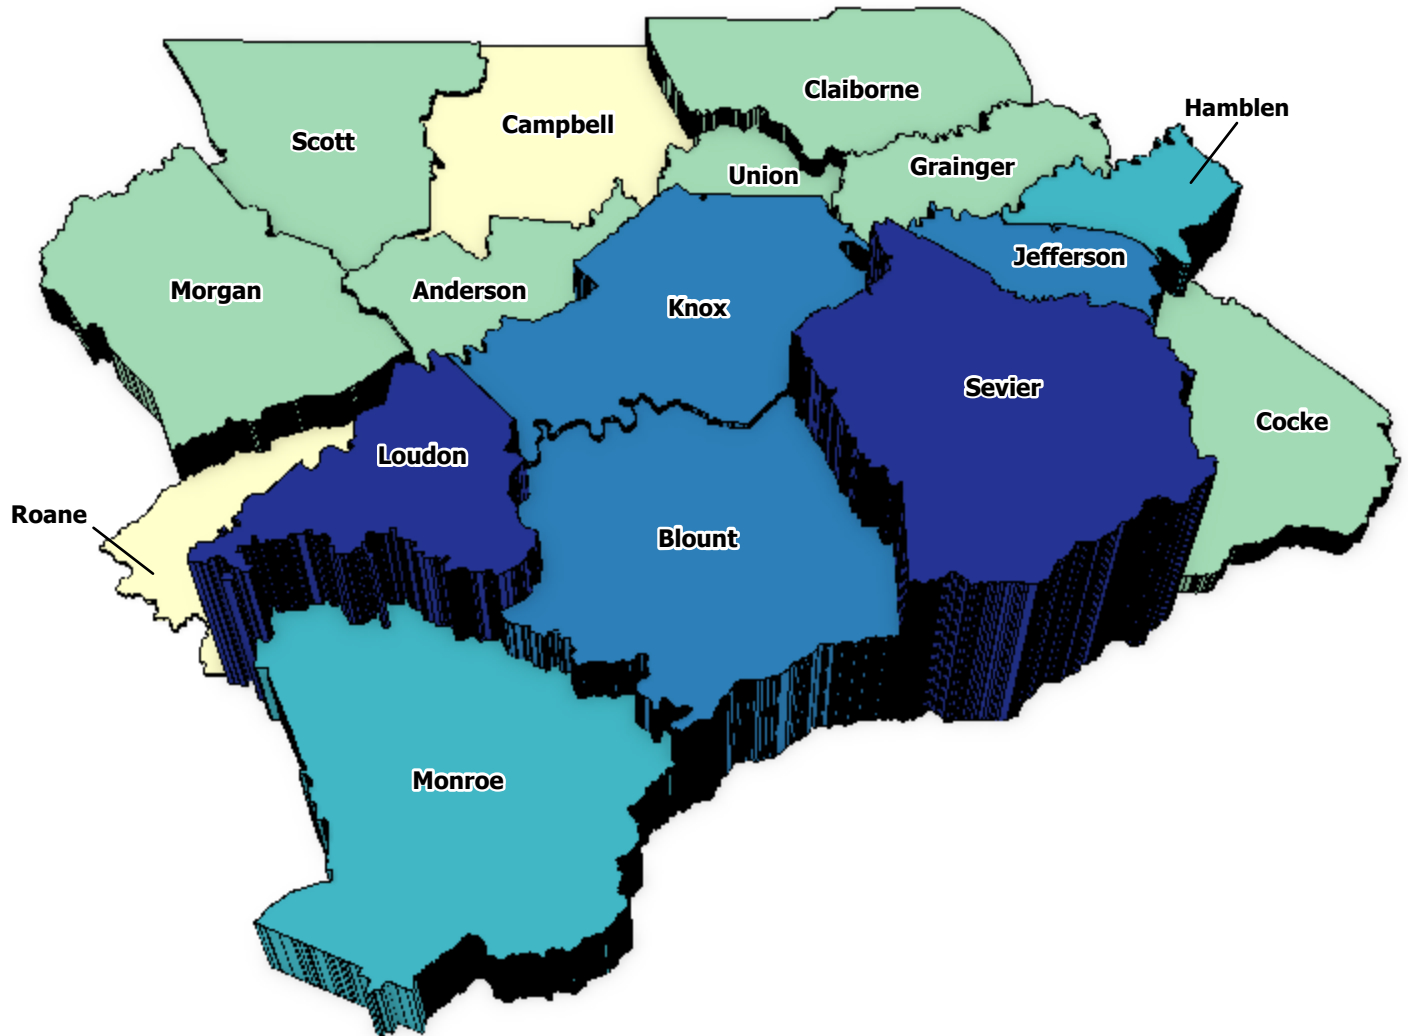 Claiborne
Hamblen
Campbell
Scott
Grainger
Union
Jefferson
Morgan
Anderson
Knox
Sevier
Cocke
Loudon
Roane
Blount
Monroe